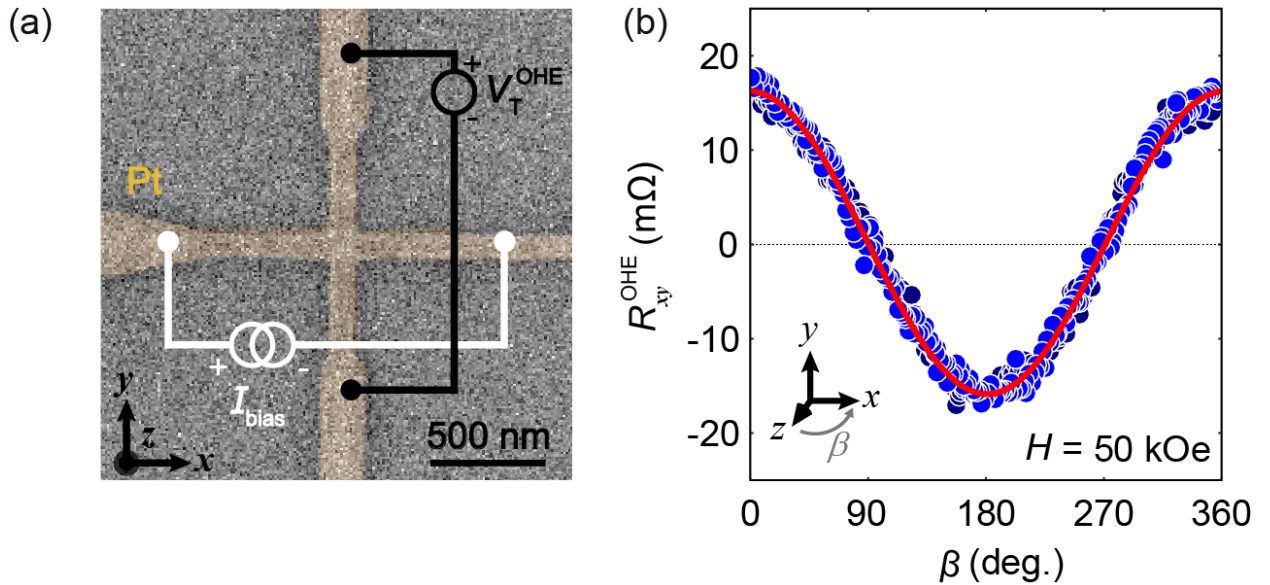 (a)
Pt
+
V_T^OHE
-
+ -
I_bias
y
z
x
500 nm
(b)
R_xy^OHE (mΩ)
20
10
0
-10
-20
y
x
z
β
H = 50 kOe
0 90 180 270 360
β (deg.)